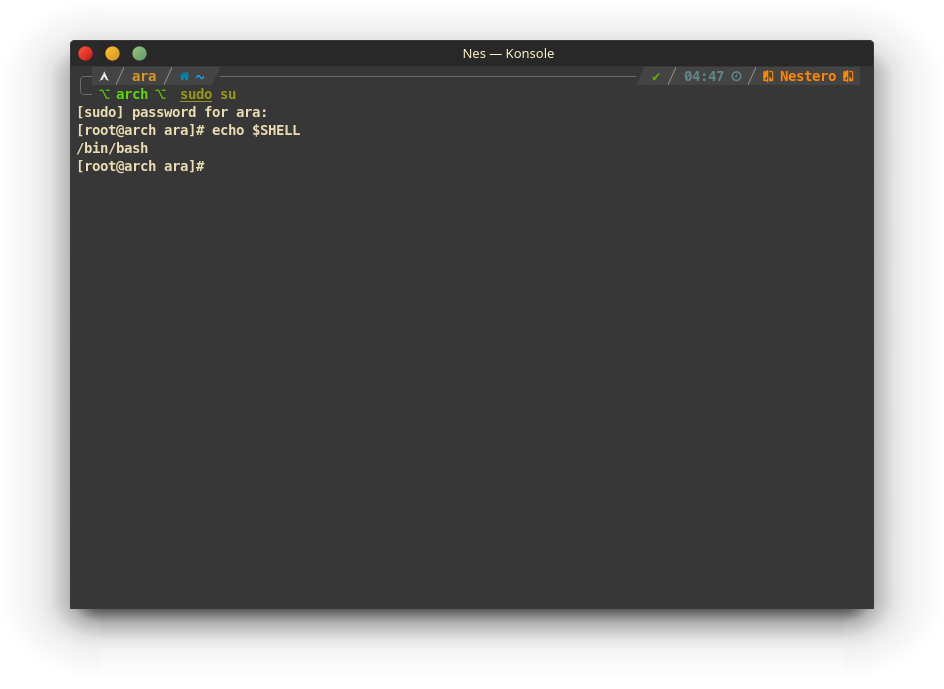 Nes — Konsole
ara ~ ✔ 04:47 Nestero
⌥ arch ⌥ sudo su
[sudo] password for ara:
[root@arch ara]# echo $SHELL
/bin/bash
[root@arch ara]#